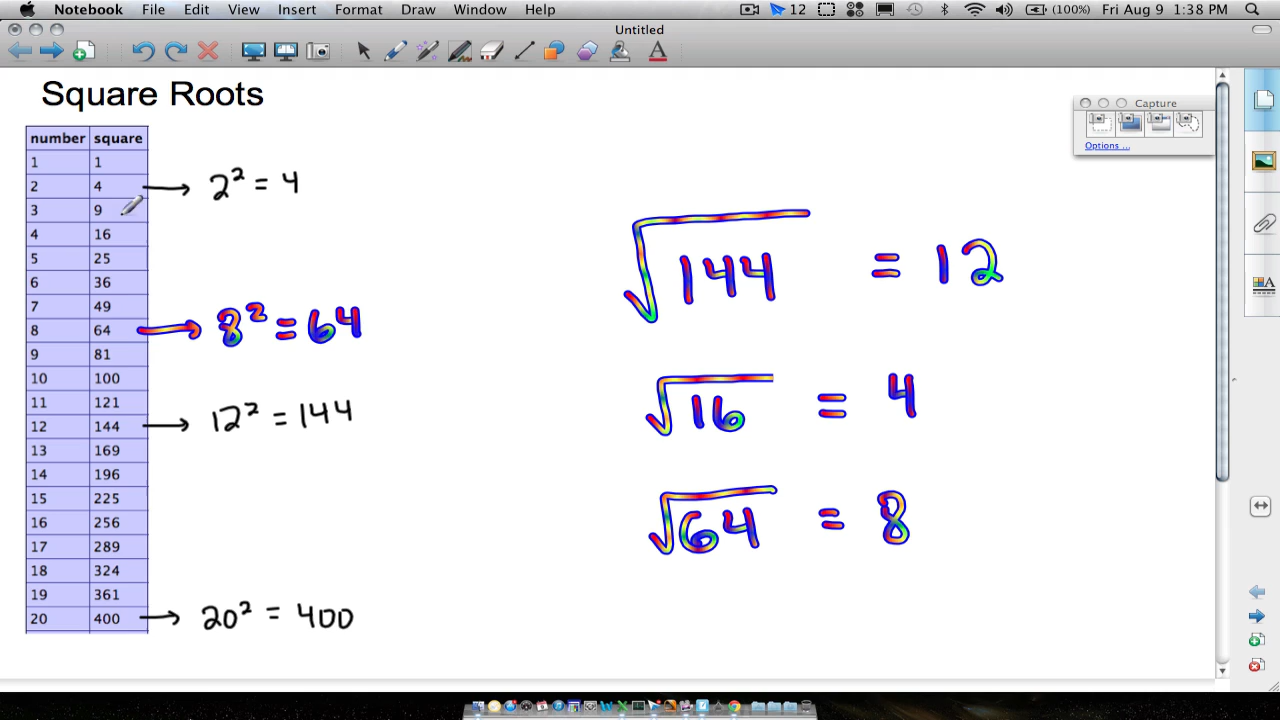 Notebook File Edit View Insert Format Draw Window Help 12 (100%) Fri Aug 9 1:38 PM
Untitled
Square Roots
Capture
Options ...
number square
1 1
2 4 → 2² = 4
3 9
4 16
5 25
6 36
7 49
8 64 → 8² = 64
9 81
10 100
11 121
12 144 → 12² = 144
13 169
14 196
15 225
16 256
17 289
18 324
19 361
20 400 → 20² = 400
√144 = 12
√16 = 4
√64 = 8